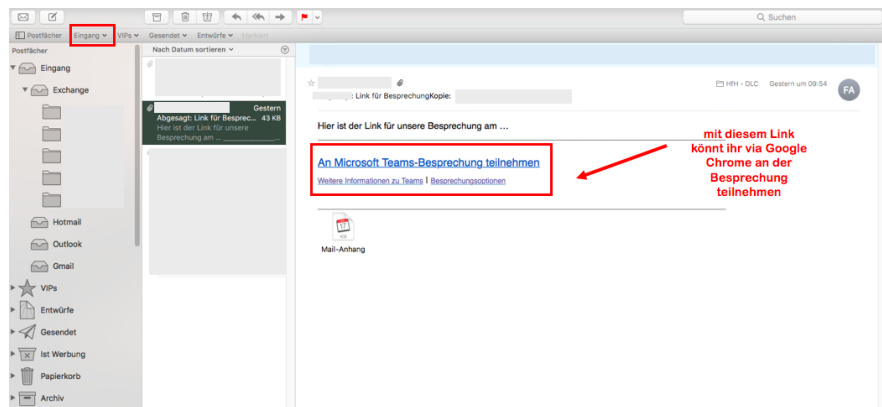 Suchen
Postfächer Eingang VIPs Gesendet Entwürfe Markiert
Postfächer
Eingang
Exchange
Hotmail
Outlook
Gmail
VIPs
Entwürfe
Gesendet
Ist Werbung
Papierkorb
Archiv
Nach Datum sortieren
Gestern
Abgesagt: Link für Besprec... 43 KB
Hier ist der Link für unsere
Besprechung am ...
HfH - DLC Gestern um 09:54
FA
: Link für BesprechungKopie:
Hier ist der Link für unsere Besprechung am ...
An Microsoft Teams-Besprechung teilnehmen
Weitere Informationen zu Teams | Besprechungsoptionen
17
Mail-Anhang
mit diesem Link
könnt ihr via Google
Chrome an der
Besprechung
teilnehmen